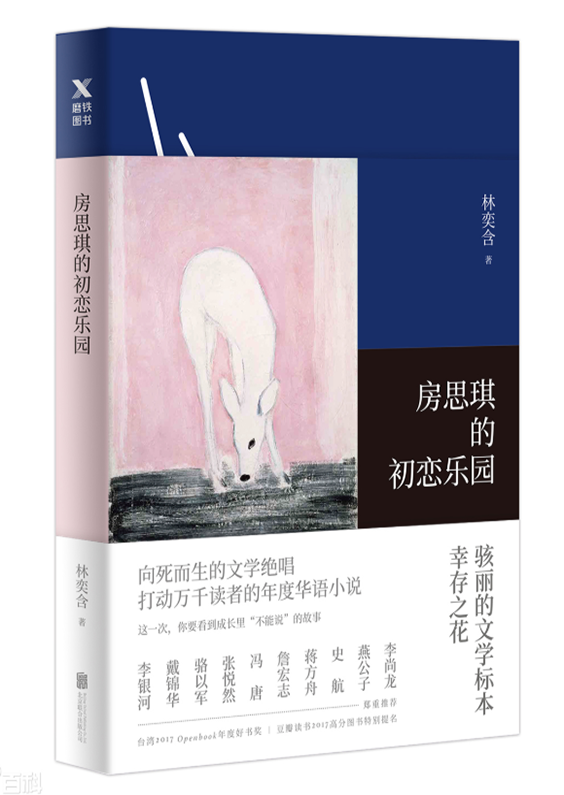 磨铁
图书
房思琪的初恋乐园
林奕含
著
林奕含
著
房思琪
的
初恋乐园
向死而生的文学绝唱
打动万千读者的年度华语小说
这一次,你要看到成长里“不能说”的故事
骇丽的文学标本
幸存之花
李银河
戴锦华
骆以军
张悦然
冯唐
詹宏志
蒋方舟
史航
燕公子
李尚龙
郑重推荐
台湾2017 Openbook年度好书奖 | 豆瓣读书2017高分图书特别提名
百科